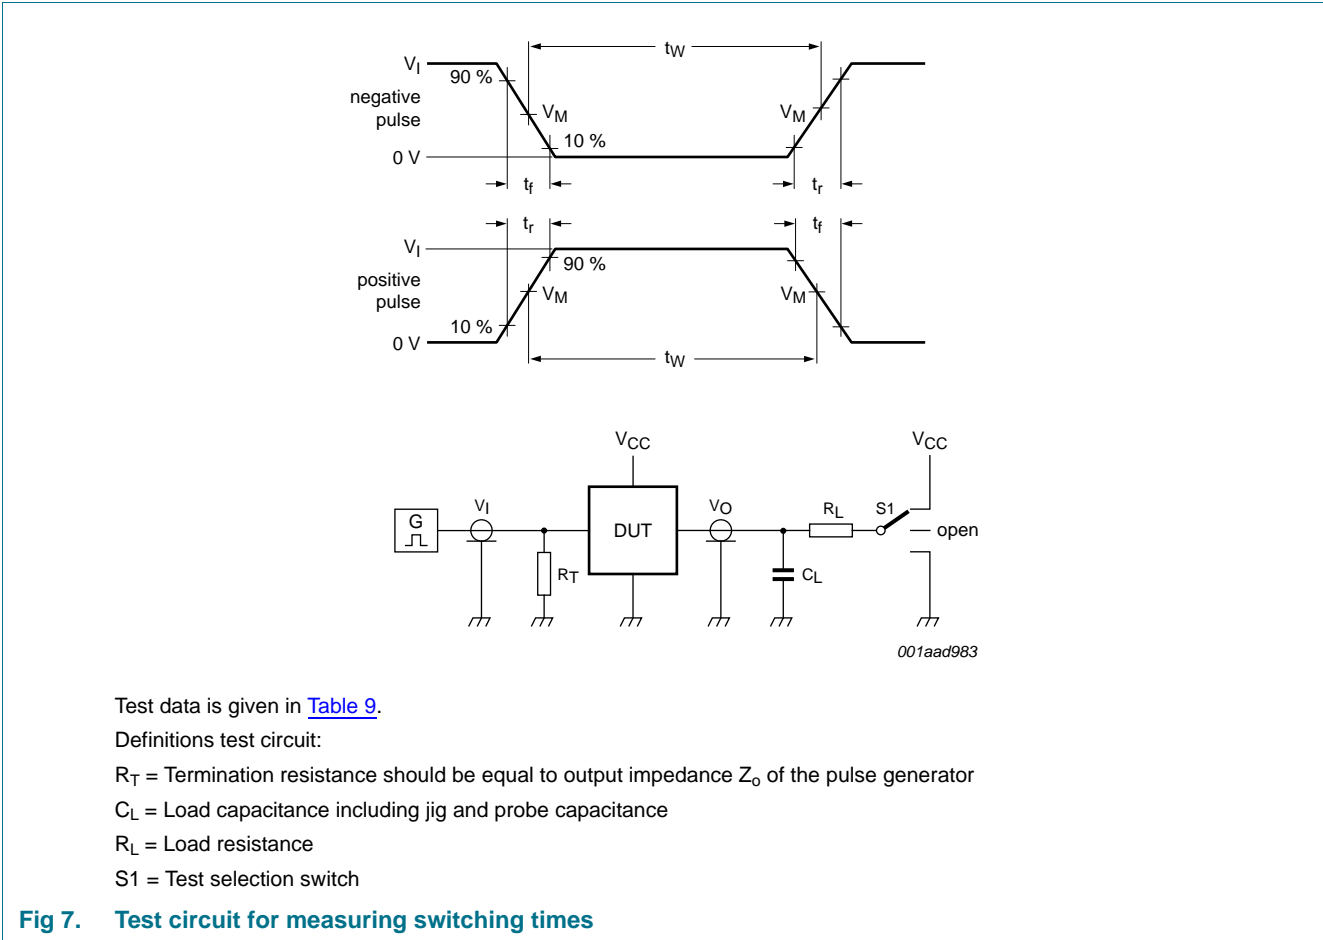 tW
VI
90 %
negative
pulse
VM
VM
10 %
0 V
tf
tr
tr
tf
VI
90 %
positive
pulse
VM
VM
10 %
0 V
tW
VCC
VCC
G
VI
VO
RL
S1
DUT
open
RT
CL
001aad983
Test data is given in Table 9.
Definitions test circuit:
RT = Termination resistance should be equal to output impedance Zo of the pulse generator
CL = Load capacitance including jig and probe capacitance
RL = Load resistance
S1 = Test selection switch
Fig 7. Test circuit for measuring switching times